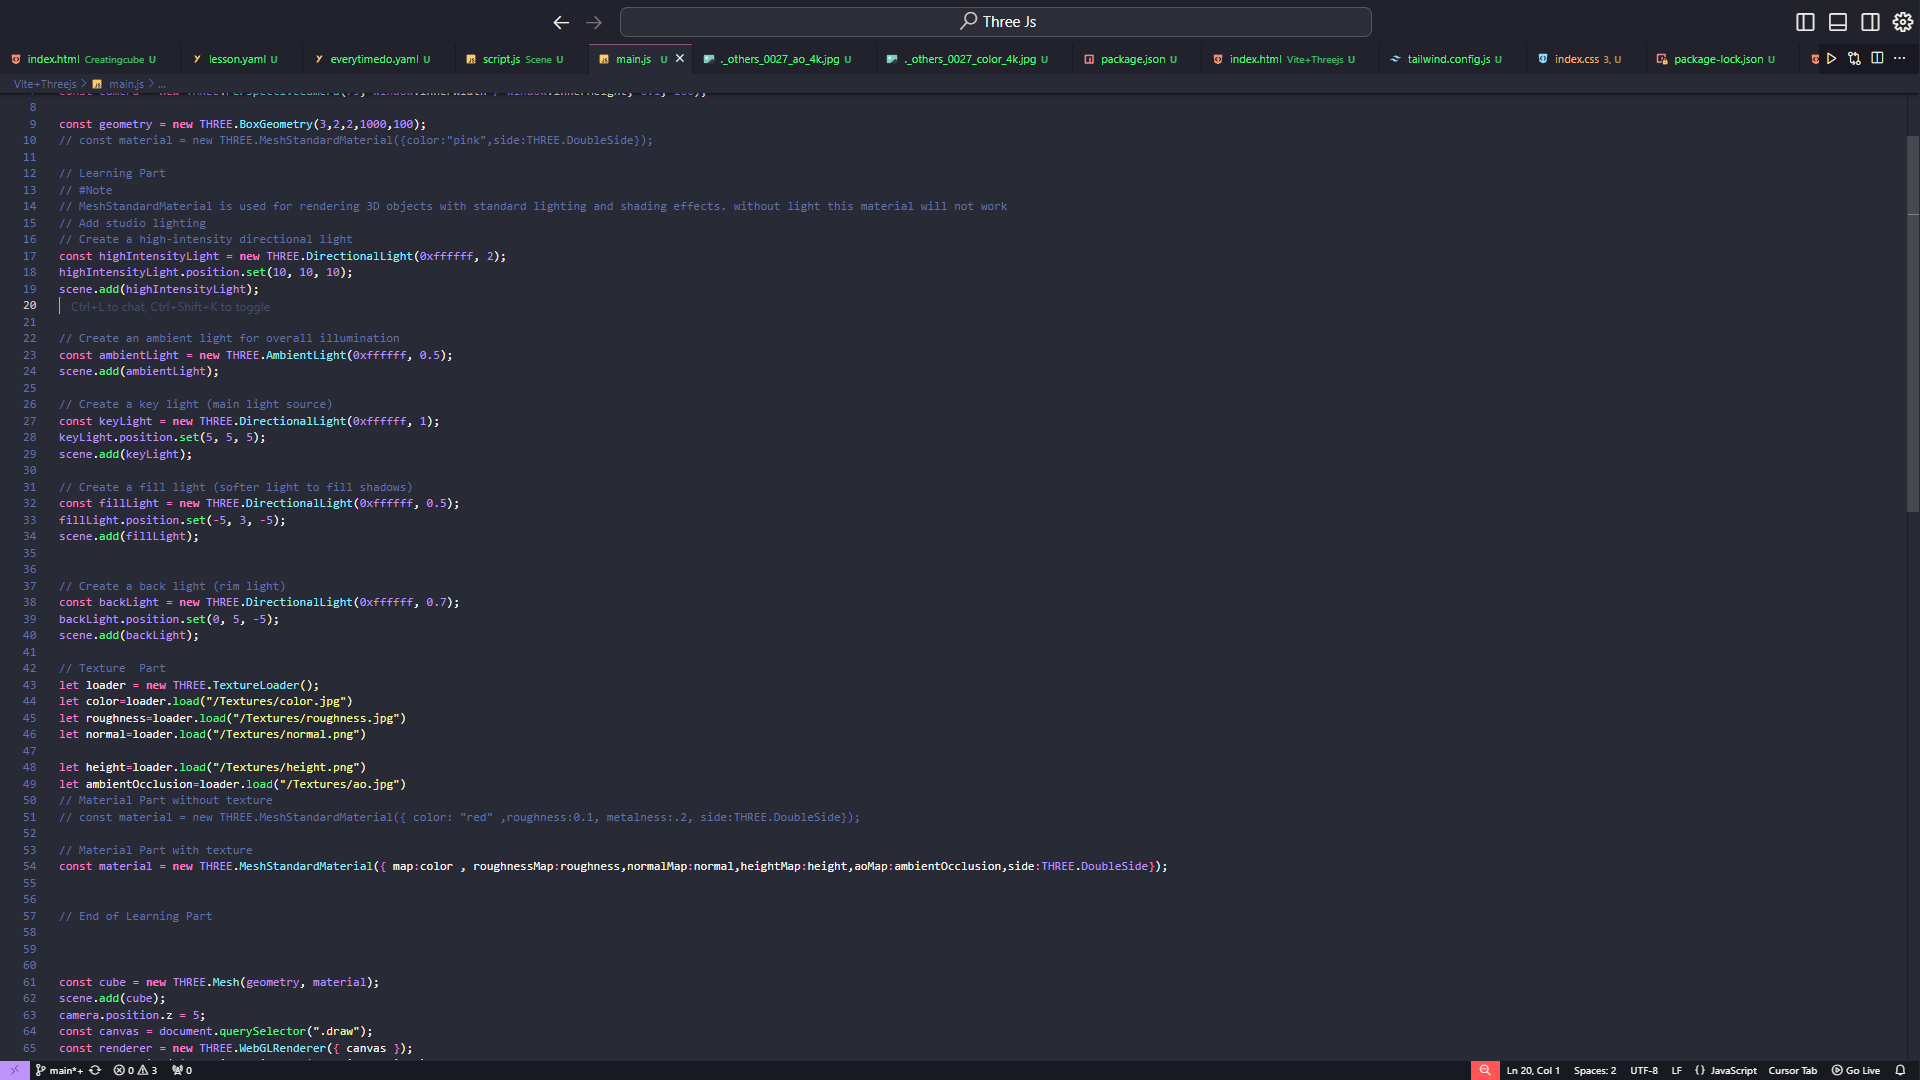 Three Js
index.html Creatingcube U
lesson.yaml U
everytimedo.yaml U
script.js Scene U
main.js U
._others_0027_ao_4k.jpg U
._others_0027_color_4k.jpg U
package.json U
index.html Vite+Threejs U
tailwind.config.js U
index.css 3, U
package-lock.json U
Vite+Threejs > main.js > ...
8
9 const geometry = new THREE.BoxGeometry(3,2,2,1000,100);
10 // const material = new THREE.MeshStandardMaterial({color:"pink",side:THREE.DoubleSide});
11
12 // Learning Part
13 // #Note
14 // MeshStandardMaterial is used for rendering 3D objects with standard lighting and shading effects. without light this material will not work
15 // Add studio lighting
16 // Create a high-intensity directional light
17 const highIntensityLight = new THREE.DirectionalLight(0xffffff, 2);
18 highIntensityLight.position.set(10, 10, 10);
19 scene.add(highIntensityLight);
20 Ctrl+L to chat, Ctrl+Shift+K to toggle
21
22 // Create an ambient light for overall illumination
23 const ambientLight = new THREE.AmbientLight(0xffffff, 0.5);
24 scene.add(ambientLight);
25
26 // Create a key light (main light source)
27 const keyLight = new THREE.DirectionalLight(0xffffff, 1);
28 keyLight.position.set(5, 5, 5);
29 scene.add(keyLight);
30
31 // Create a fill light (softer light to fill shadows)
32 const fillLight = new THREE.DirectionalLight(0xffffff, 0.5);
33 fillLight.position.set(-5, 3, -5);
34 scene.add(fillLight);
35
36
37 // Create a back light (rim light)
38 const backLight = new THREE.DirectionalLight(0xffffff, 0.7);
39 backLight.position.set(0, 5, -5);
40 scene.add(backLight);
41
42 // Texture  Part
43 let loader = new THREE.TextureLoader();
44 let color=loader.load("/Textures/color.jpg")
45 let roughness=loader.load("/Textures/roughness.jpg")
46 let normal=loader.load("/Textures/normal.png")
47
48 let height=loader.load("/Textures/height.png")
49 let ambientOcclusion=loader.load("/Textures/ao.jpg")
50 // Material Part without texture
51 // const material = new THREE.MeshStandardMaterial({ color: "red" ,roughness:0.1, metalness:.2, side:THREE.DoubleSide});
52
53 // Material Part with texture
54 const material = new THREE.MeshStandardMaterial({ map:color , roughnessMap:roughness,normalMap:normal,heightMap:height,aoMap:ambientOcclusion,side:THREE.DoubleSide});
55
56
57 // End of Learning Part
58
59
60
61 const cube = new THREE.Mesh(geometry, material);
62 scene.add(cube);
63 camera.position.z = 5;
64 const canvas = document.querySelector(".draw");
65 const renderer = new THREE.WebGLRenderer({ canvas });
main*+ 0 3 0 Ln 20, Col 1 Spaces: 2 UTF-8 LF {} JavaScript Cursor Tab Go Live